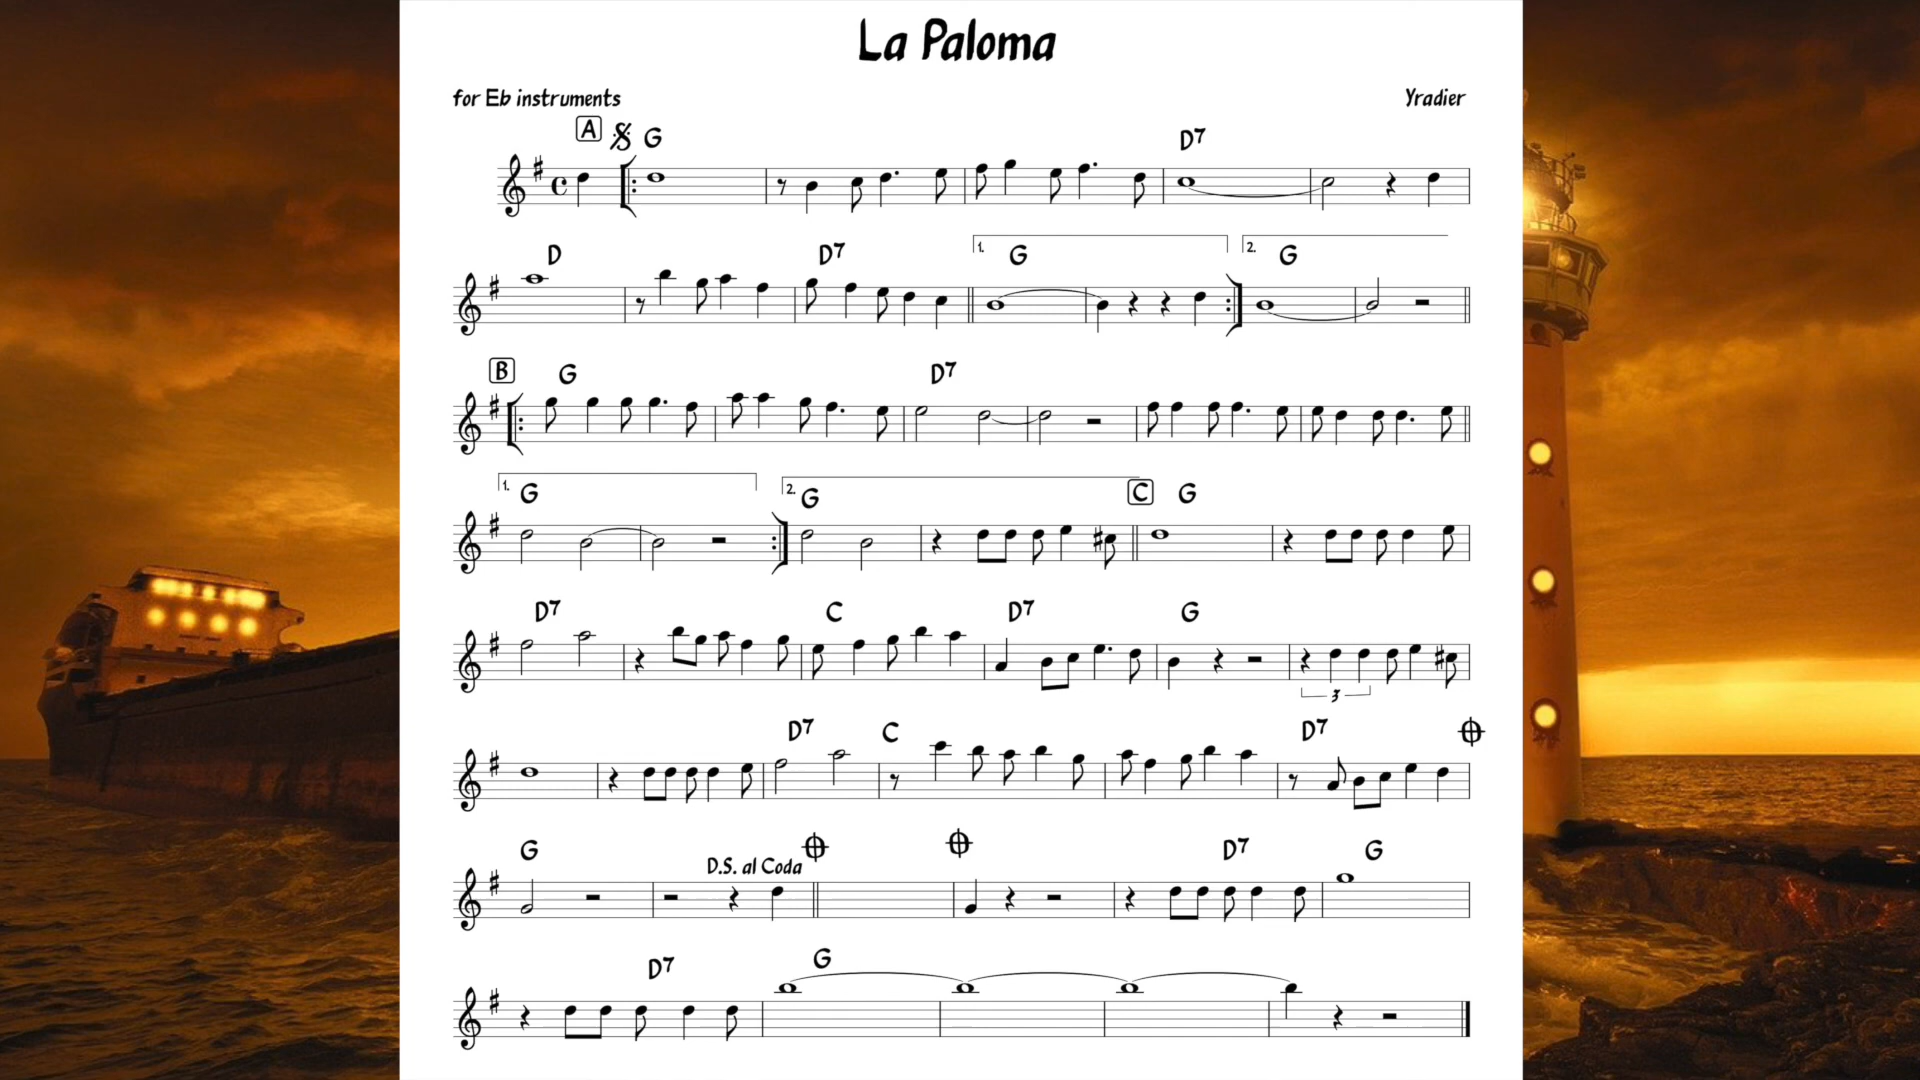 La Paloma
for Eb instruments Yradier
A G D7
D D7 1. G 2. G
B G D7
1. G 2. G C G
D7 C D7 G
3
D7 C D7
G D.S. al Coda D7 G
D7 G